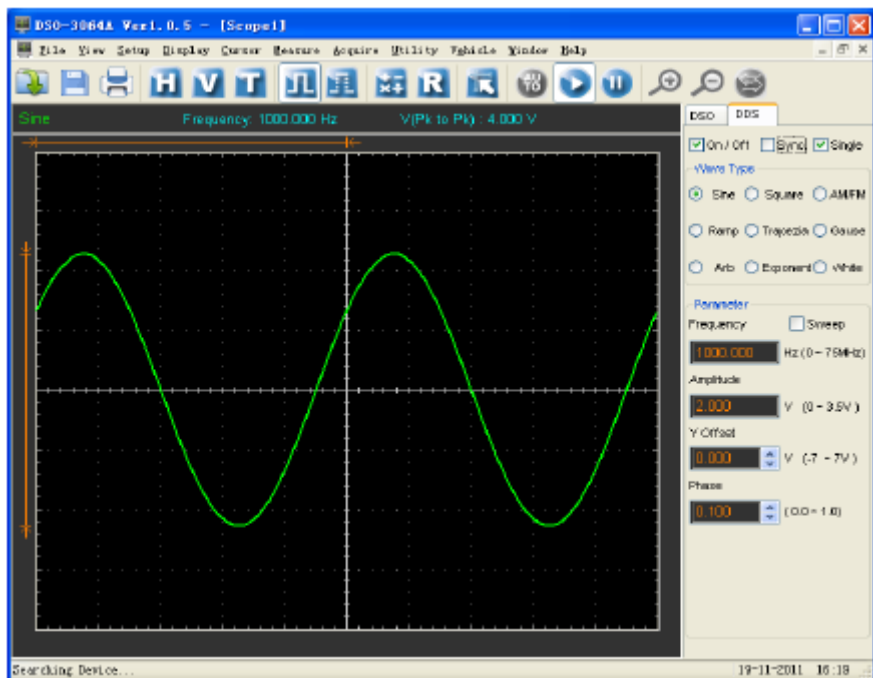 DSO-3064A Ver1.0.5 - [Scope1]
File View Setup Display Cursor Measure Acquire Utility Vehicle Window Help
H V T R AUTO
Sine Frequency: 1000.000 Hz V(Pk to Pk) : 4.000 V
DSO DDS
On / Off Sync Single
Wave Type
Sine Square AM/FM
Ramp Trapezia Gause
Arb Exponent White
Parameter
Frequency Sweep
1000.000 Hz (0 ~ 75MHz)
Amplitude
2.000 V (0 ~ 3.5V )
Y Offset
0.000 V (-7 ~ 7V )
Phase
0.100 ( 0.0 ~ 1.0)
Searching Device... 19-11-2011 16:19